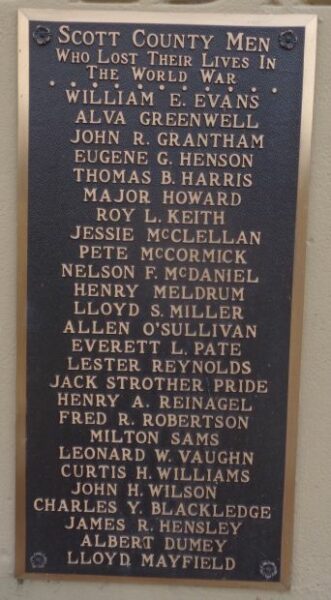 SCOTT COUNTY MEN
WHO LOST THEIR LIVES IN
THE WORLD WAR
WILLIAM E. EVANS
ALVA GREENWELL
JOHN R. GRANTHAM
EUGENE G. HENSON
THOMAS B. HARRIS
MAJOR HOWARD
ROY L. KEITH
JESSIE McCLELLAN
PETE McCORMICK
NELSON F. McDANIEL
HENRY MELDRUM
LLOYD S. MILLER
ALLEN O'SULLIVAN
EVERETT L. PATE
LESTER REYNOLDS
JACK STROTHER PRIDE
HENRY A. REINAGEL
FRED R. ROBERTSON
MILTON SAMS
LEONARD W. VAUGHN
CURTIS H. WILLIAMS
JOHN H. WILSON
CHARLES Y. BLACKLEDGE
JAMES R. HENSLEY
ALBERT DUMEY
LLOYD MAYFIELD